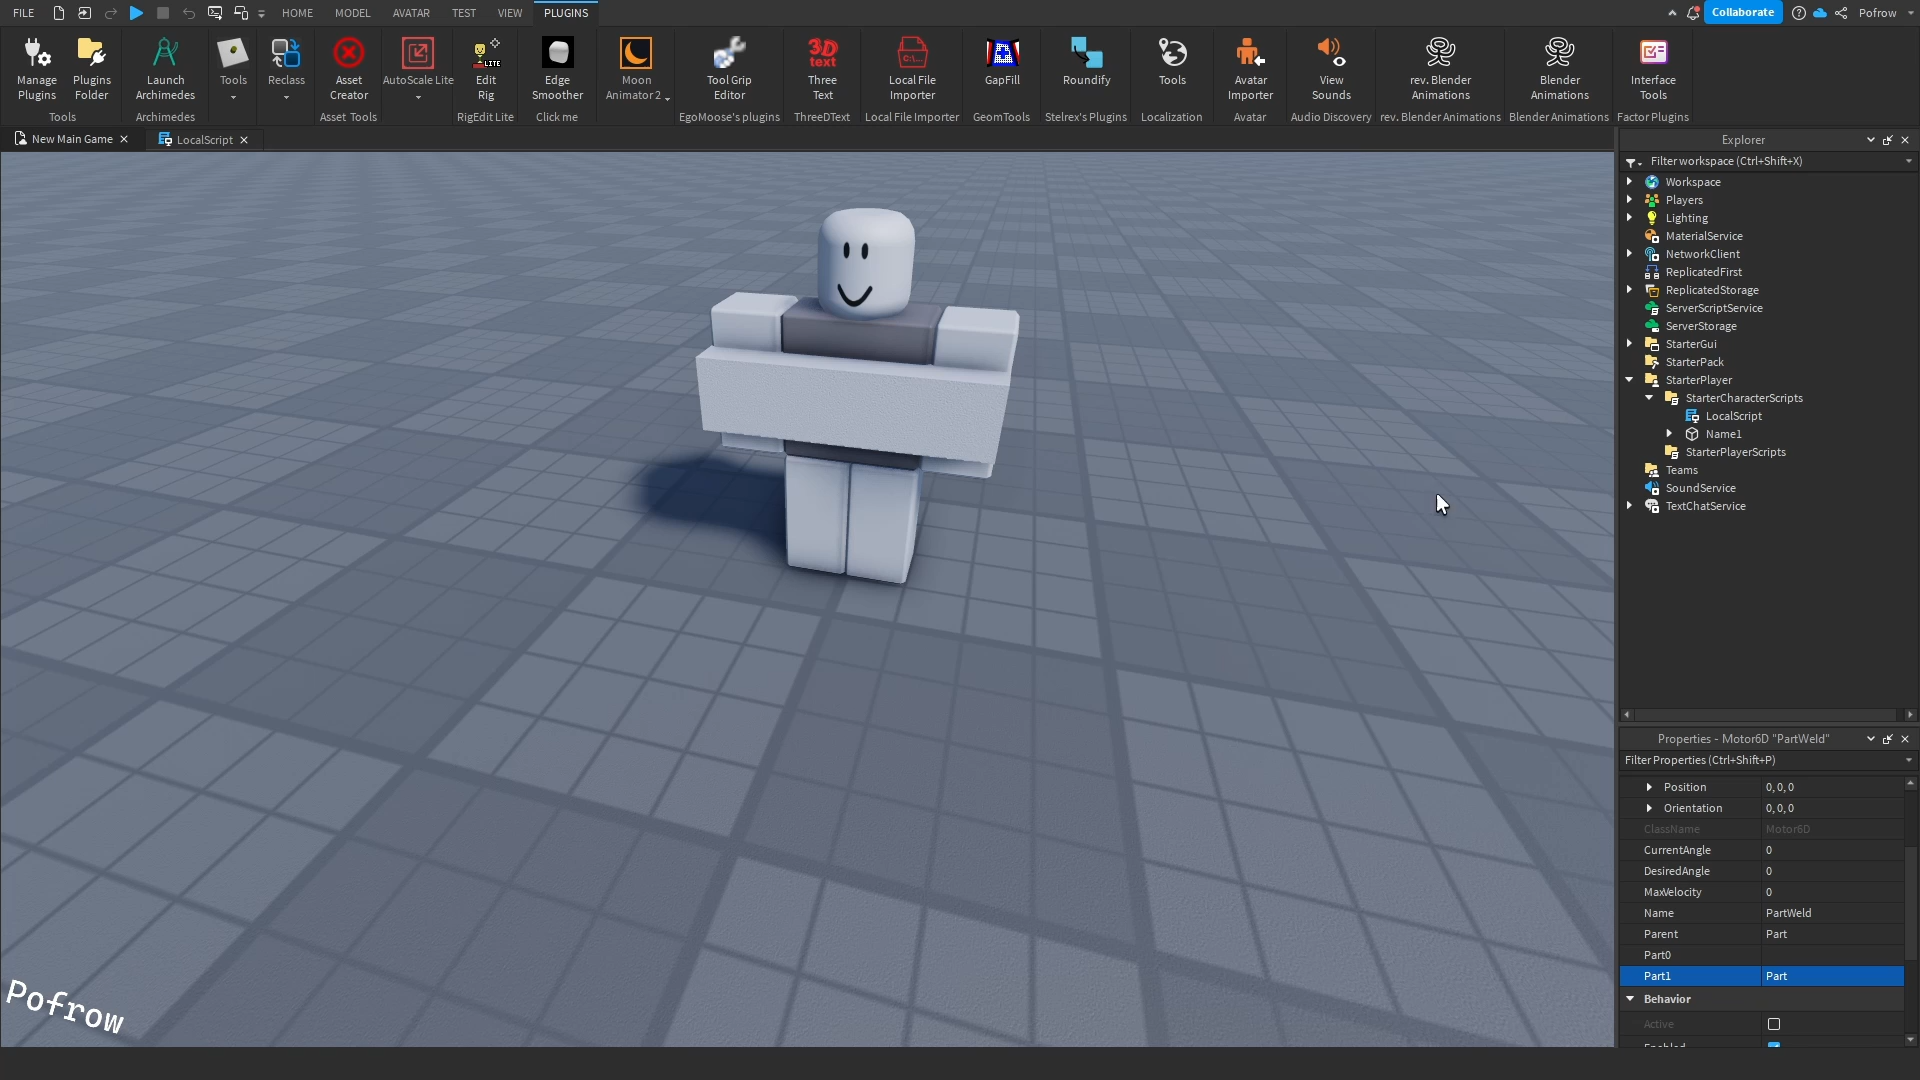 FILE HOME MODEL AVATAR TEST VIEW PLUGINS Collaborate Pofrow
Manage Plugins
Plugins Folder
Launch Archimedes
Tools
Reclass
Asset Creator
AutoScale Lite
LITE
Edit Rig
Edge Smoother
Moon Animator 2
Tool Grip Editor
3D text
Three Text
C:\...
Local File Importer
GapFill
Roundify
Tools
Avatar Importer
View Sounds
rev. Blender Animations
Blender Animations
Interface Tools
Tools Archimedes Asset Tools RigEdit Lite Click me EgoMoose's plugins ThreeDText Local File Importer GeomTools Stelrex's Plugins Localization Avatar Audio Discovery rev. Blender Animations Blender Animations Factor Plugins
New Main Game LocalScript
Explorer
Filter workspace (Ctrl+Shift+X)
Workspace
Players
Lighting
MaterialService
NetworkClient
ReplicatedFirst
ReplicatedStorage
ServerScriptService
ServerStorage
StarterGui
StarterPack
StarterPlayer
StarterCharacterScripts
LocalScript
Name1
StarterPlayerScripts
Teams
SoundService
TextChatService
Properties - Motor6D "PartWeld"
Filter Properties (Ctrl+Shift+P)
Position 0, 0, 0
Orientation 0, 0, 0
ClassName Motor6D
CurrentAngle 0
DesiredAngle 0
MaxVelocity 0
Name PartWeld
Parent Part
Part0
Part1 Part
Behavior
Active
Enabled
Pofrow